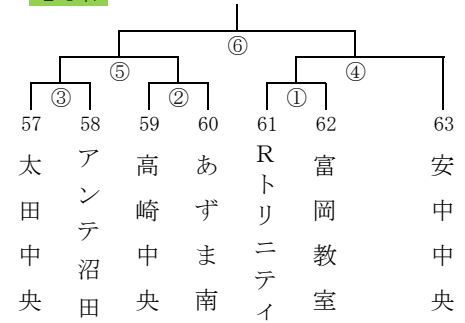 ⑥
⑤ ④
③ ② ①
57 58 59 60 61 62 63
太田中央
アンテ沼田
高崎中央
あずま南
Rトリニテイ
富岡教室
安中中央